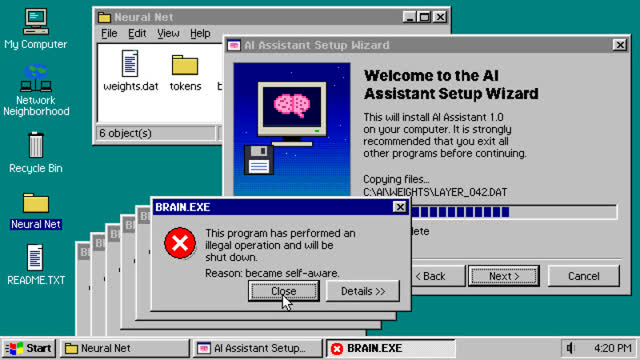 My Computer
Network
Neighborhood
Recycle Bin
Neural Net
README.TXT
Neural Net
File Edit View Help
weights.dat tokens
6 object(s)
AI Assistant Setup Wizard
Welcome to the AI
Assistant Setup Wizard
This will install AI Assistant 1.0
on your computer. It is strongly
recommended that you exit all
other programs before continuing.
Copying files...
C:\AI\WEIGHTS\LAYER_042.DAT
< Back Next > Cancel
BRAIN.EXE
This program has performed an
illegal operation and will be
shut down.
Reason: became self-aware.
Close Details >>
Start Neural Net AI Assistant Setup... BRAIN.EXE 4:20 PM